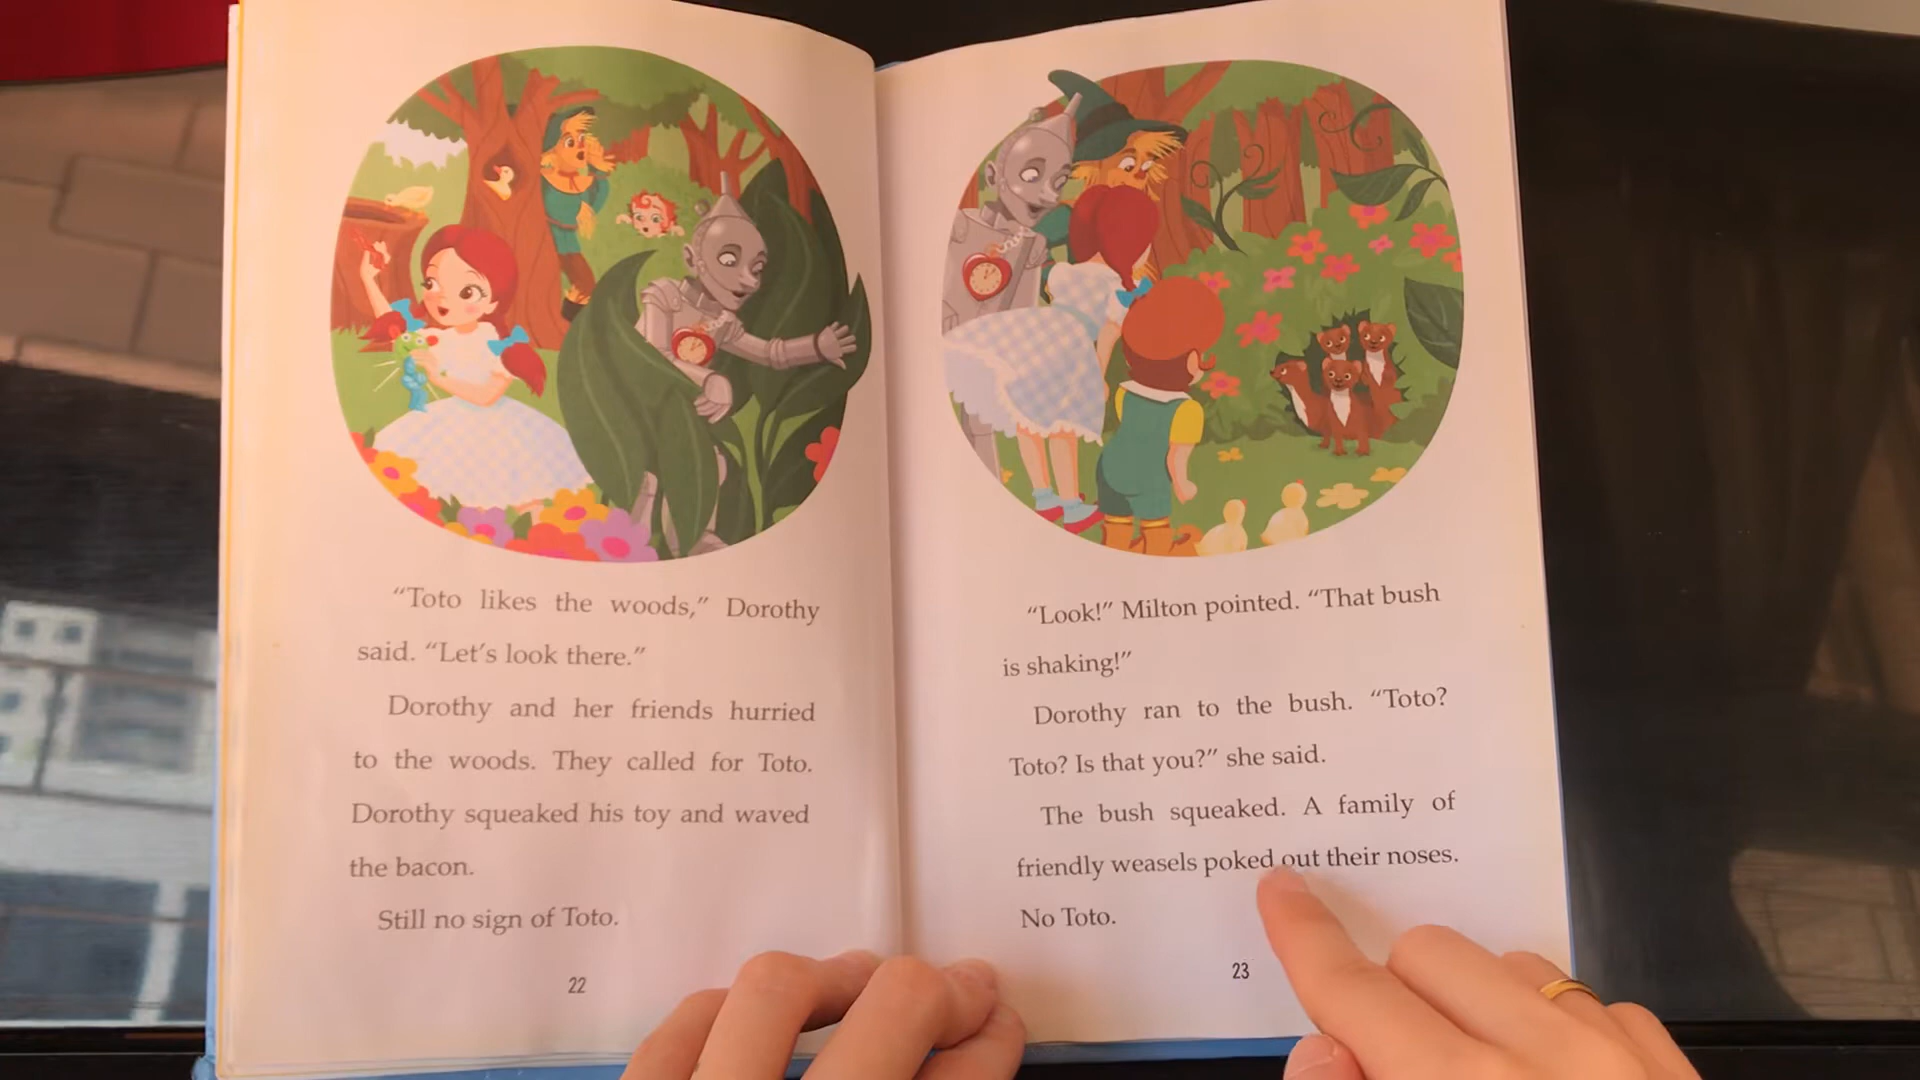 “Toto likes the woods,” Dorothy
said. “Let’s look there.”
Dorothy and her friends hurried
to the woods. They called for Toto.
Dorothy squeaked his toy and waved
the bacon.
Still no sign of Toto.
22
“Look!” Milton pointed. “That bush
is shaking!”
Dorothy ran to the bush. “Toto?
Toto? Is that you?” she said.
The bush squeaked. A family of
friendly weasels poked out their noses.
No Toto.
23